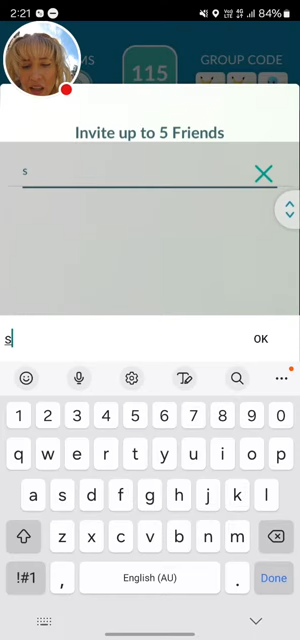 2:21 84%
GROUP CODE
115
Invite up to 5 Friends
s
s OK
1 2 3 4 5 6 7 8 9 0
q w e r t y u i o p
a s d f g h j k l
z x c v b n m
!#1 , English (AU) . Done